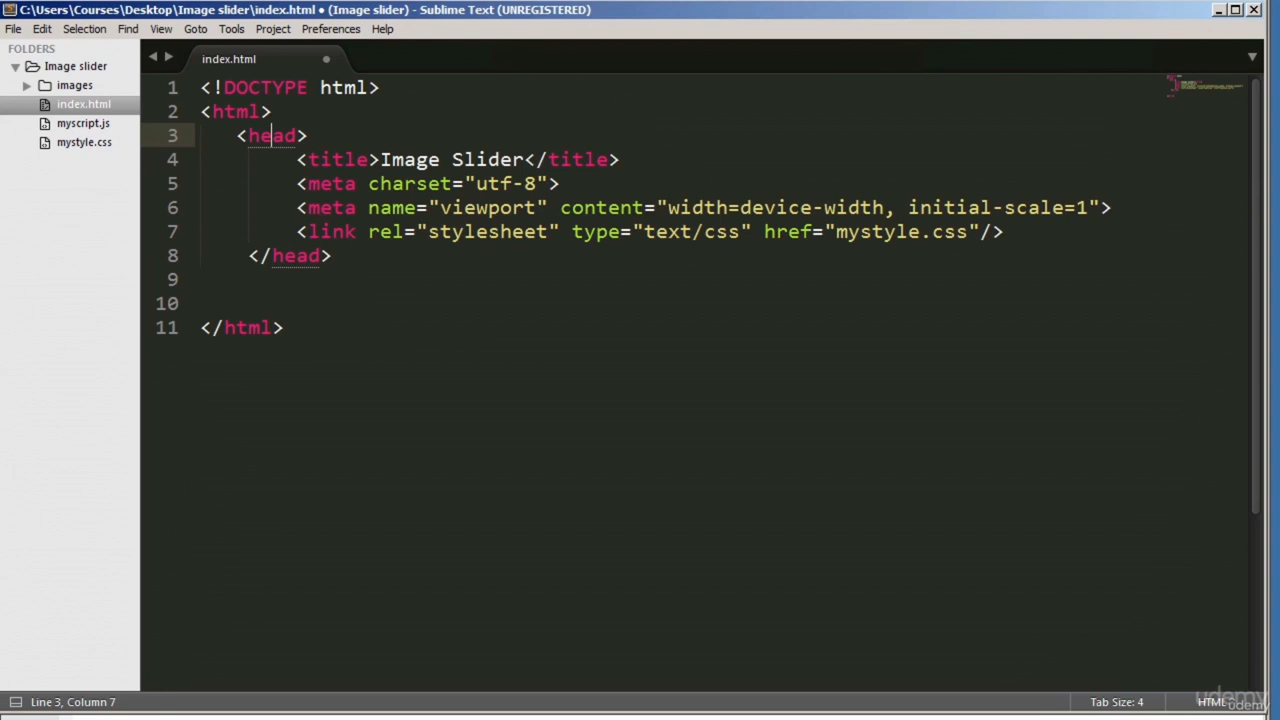 C:\Users\Courses\Desktop\Image slider\index.html • (Image slider) - Sublime Text (UNREGISTERED)
File Edit Selection Find View Goto Tools Project Preferences Help
FOLDERS
Image slider
images
index.html
myscript.js
mystyle.css
index.html
1 <!DOCTYPE html>
2 <html>
3 <head>
4 <title>Image Slider</title>
5 <meta charset="utf-8">
6 <meta name="viewport" content="width=device-width, initial-scale=1">
7 <link rel="stylesheet" type="text/css" href="mystyle.css"/>
8 </head>
9
10
11 </html>
Line 3, Column 7
Tab Size: 4
HTML
udemy
udemy